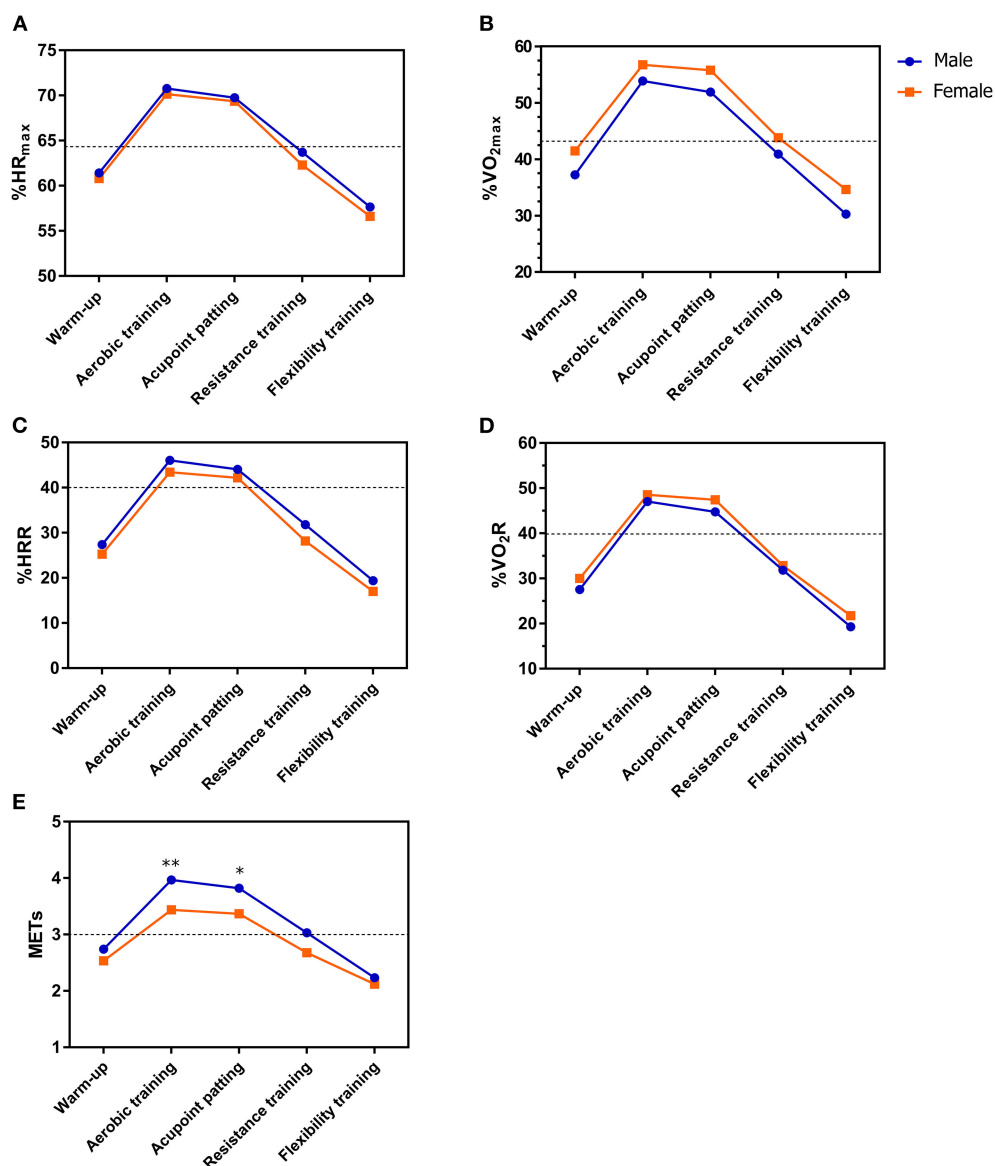 A
%HRmax
75
70
65
60
55
50
Warm-up
Aerobic training
Acupoint patting
Resistance training
Flexibility training
B
%VO2max
60
50
40
30
20
Warm-up
Aerobic training
Acupoint patting
Resistance training
Flexibility training
Male
Female
C
%HRR
50
40
30
20
10
0
Warm-up
Aerobic training
Acupoint patting
Resistance training
Flexibility training
D
%VO2R
60
50
40
30
20
10
Warm-up
Aerobic training
Acupoint patting
Resistance training
Flexibility training
E
METs
5
4
3
2
1
**
*
Warm-up
Aerobic training
Acupoint patting
Resistance training
Flexibility training